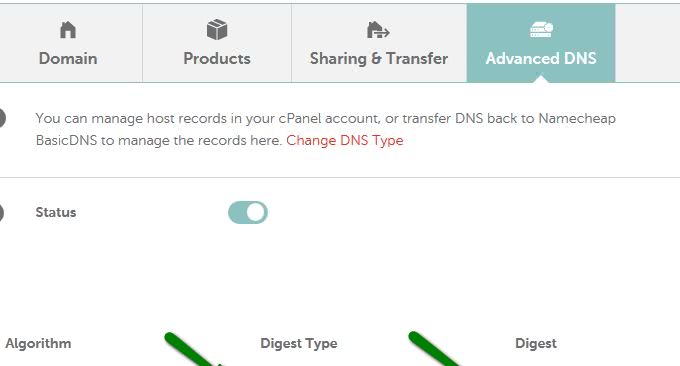 Domain
Products
Sharing & Transfer
Advanced DNS
You can manage host records in your cPanel account, or transfer DNS back to Namecheap
BasicDNS to manage the records here. Change DNS Type
Status
Algorithm
Digest Type
Digest